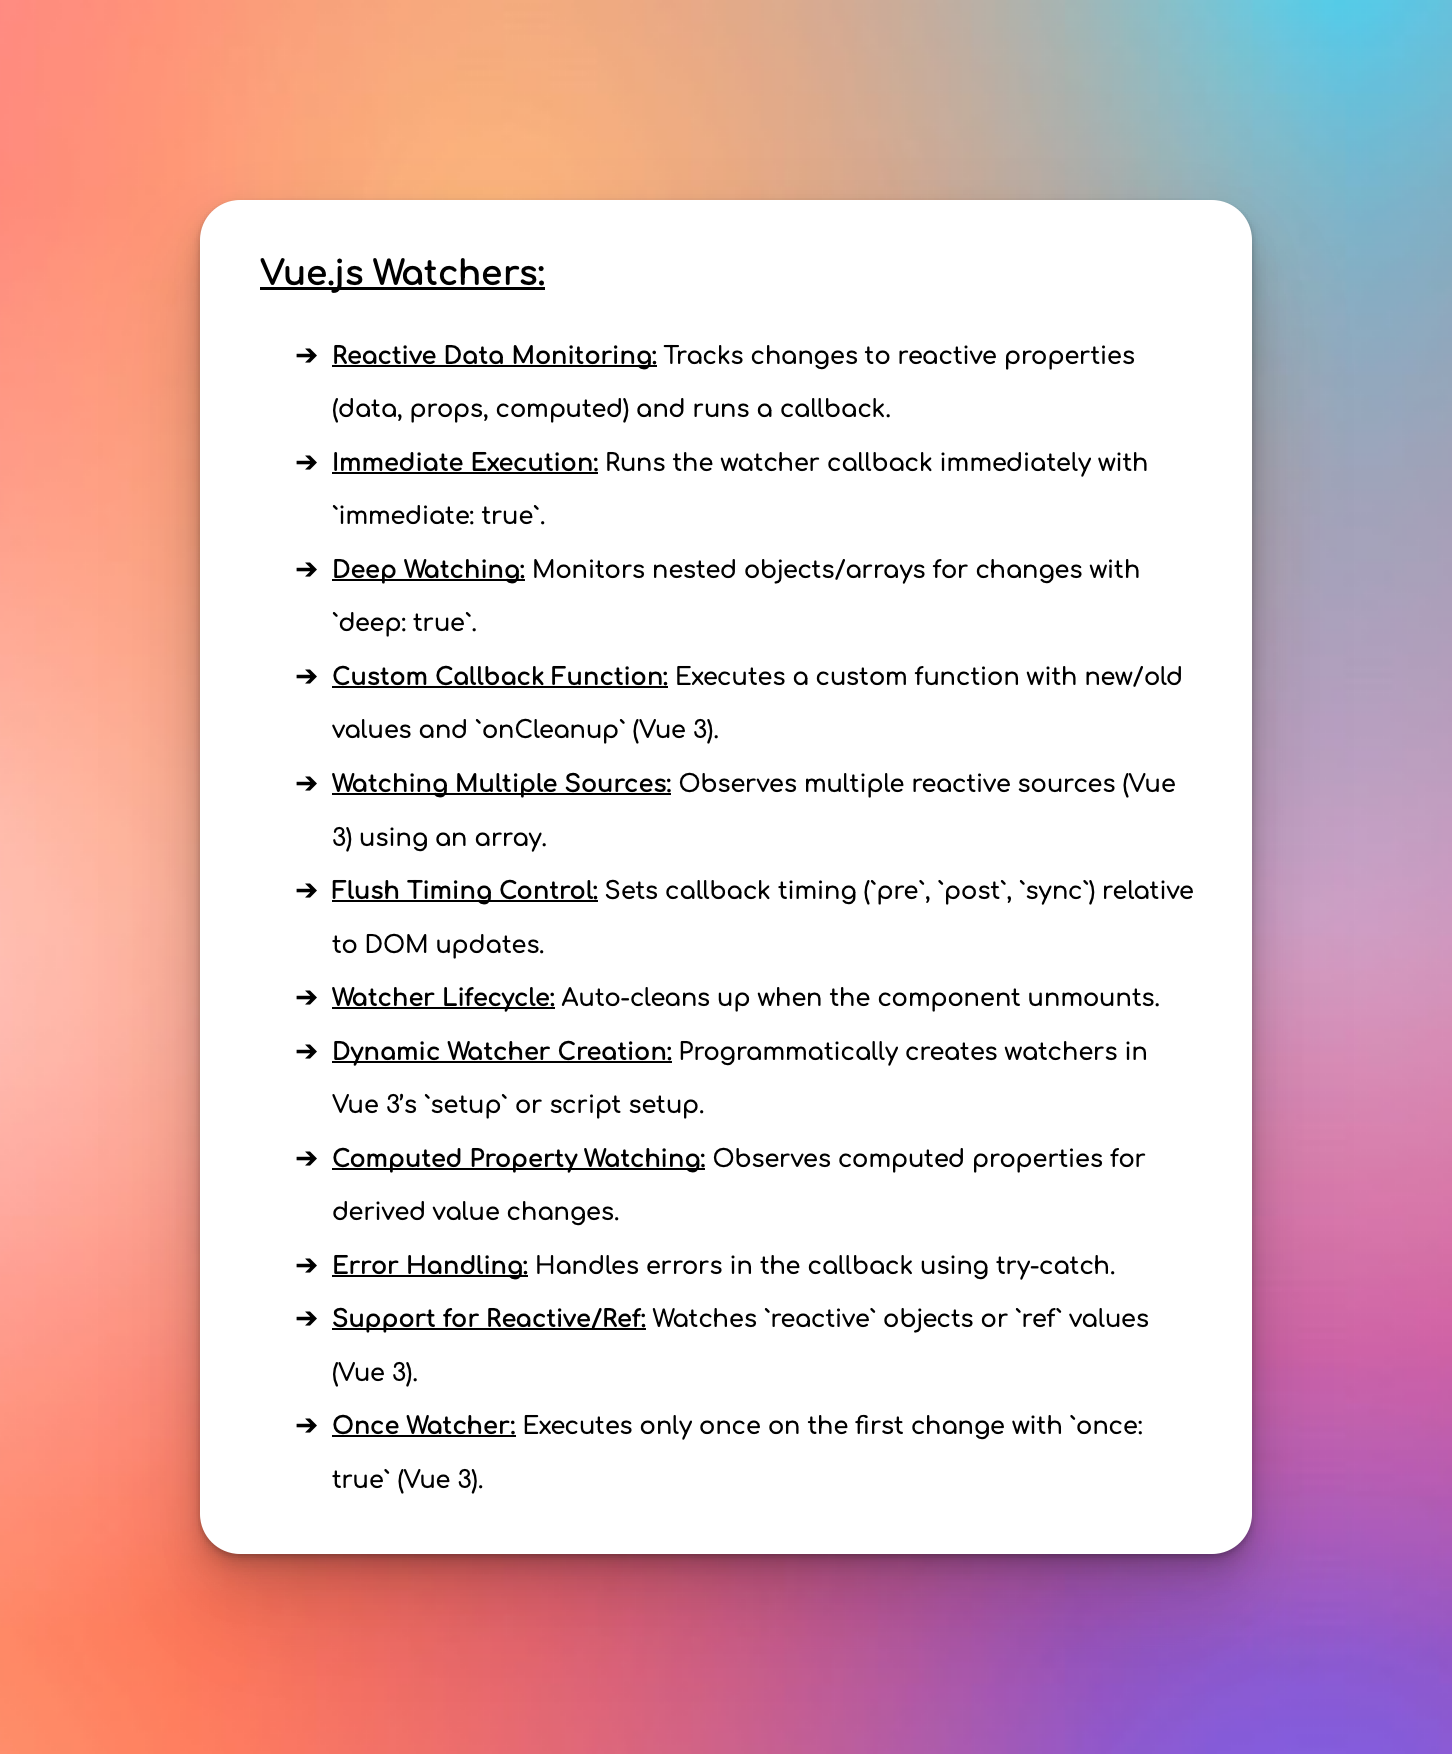 Vue.js Watchers:
➔ Reactive Data Monitoring: Tracks changes to reactive properties
(data, props, computed) and runs a callback.
➔ Immediate Execution: Runs the watcher callback immediately with
`immediate: true`.
➔ Deep Watching: Monitors nested objects/arrays for changes with
`deep: true`.
➔ Custom Callback Function: Executes a custom function with new/old
values and `onCleanup` (Vue 3).
➔ Watching Multiple Sources: Observes multiple reactive sources (Vue
3) using an array.
➔ Flush Timing Control: Sets callback timing (`pre`, `post`, `sync`) relative
to DOM updates.
➔ Watcher Lifecycle: Auto-cleans up when the component unmounts.
➔ Dynamic Watcher Creation: Programmatically creates watchers in
Vue 3’s `setup` or script setup.
➔ Computed Property Watching: Observes computed properties for
derived value changes.
➔ Error Handling: Handles errors in the callback using try-catch.
➔ Support for Reactive/Ref: Watches `reactive` objects or `ref` values
(Vue 3).
➔ Once Watcher: Executes only once on the first change with `once:
true` (Vue 3).